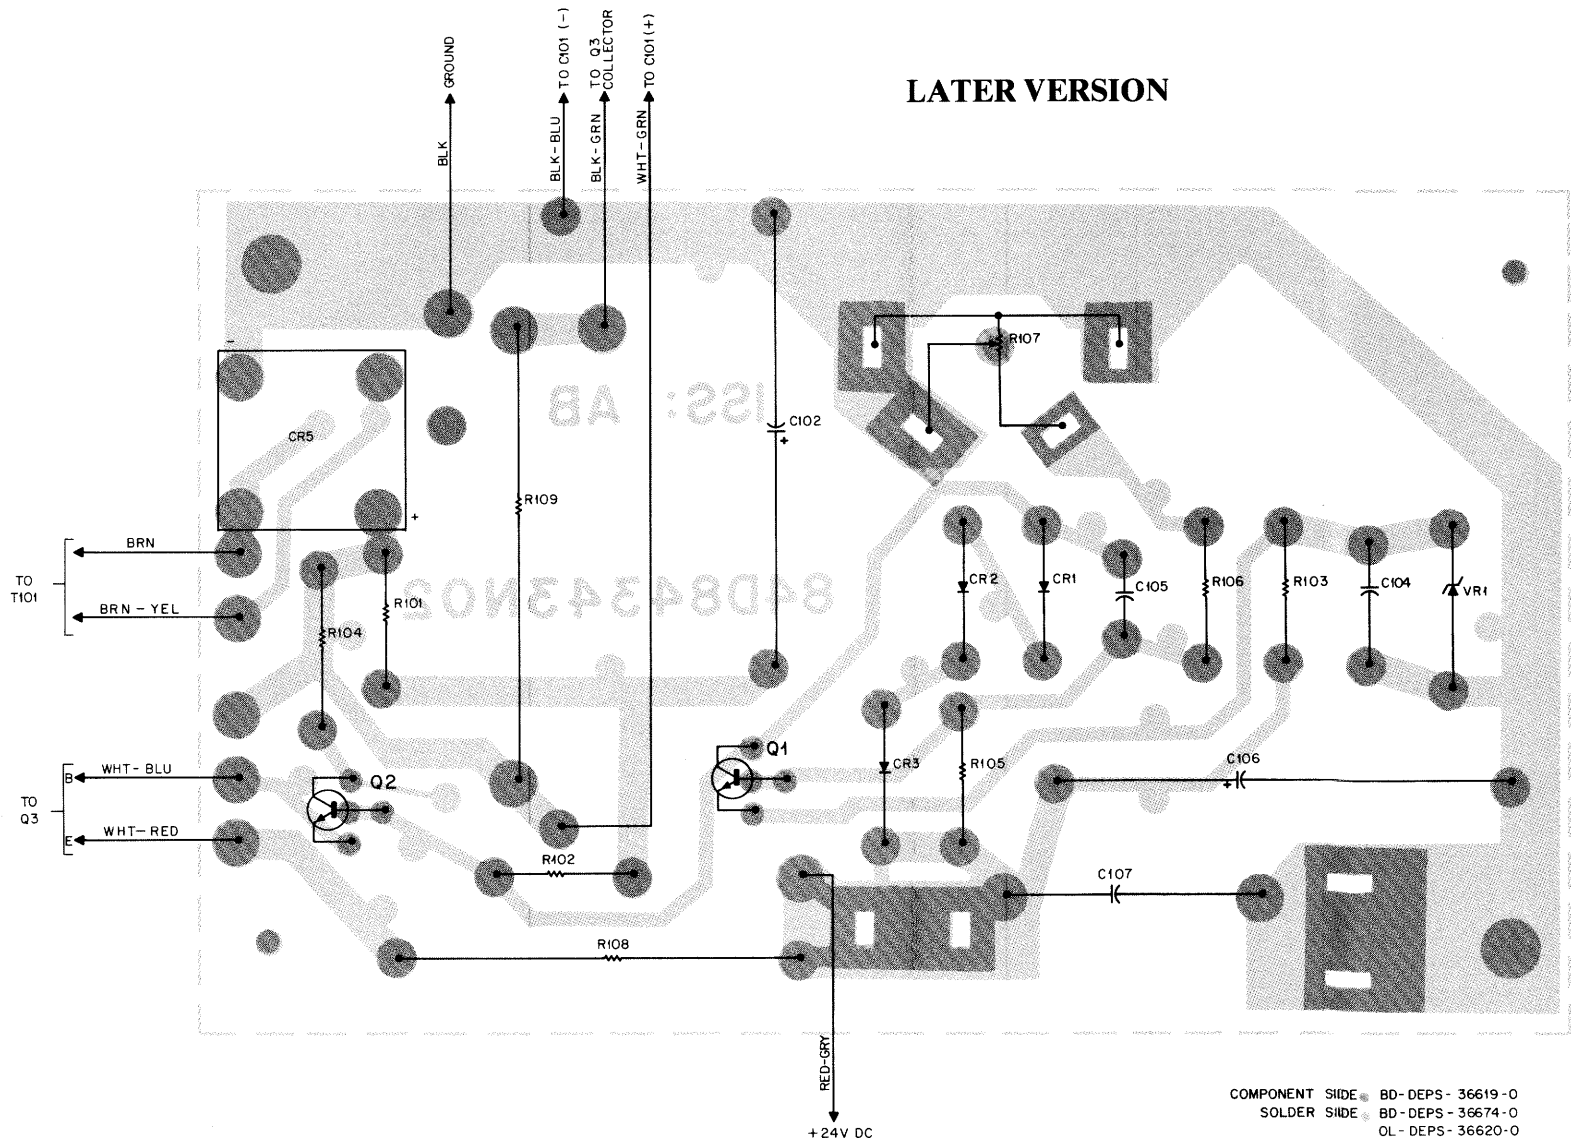 GROUND
TO C101 (-)
TO Q3
COLLECTOR
TO C101 (+)
LATER VERSION
BLK
BLK-BLU
BLK-GRN
WHT-GRN
-
R107
ISS: AB
C102
+
CR5
R109
+
BRN
TO
T101
BRN-YEL
84D84343N02
R101
R104
CR2
CR1
C105
R106
R103
C104
VR1
Q1
WHT-BLU
B
Q2
CR3
R105
C106
+
TO
Q3
WHT-RED
E
R102
C107
R108
RED-GRY
+24V DC
COMPONENT SIDE BD-DEPS-36619-0
SOLDER SIDE BD-DEPS-36674-0
OL-DEPS-36620-0